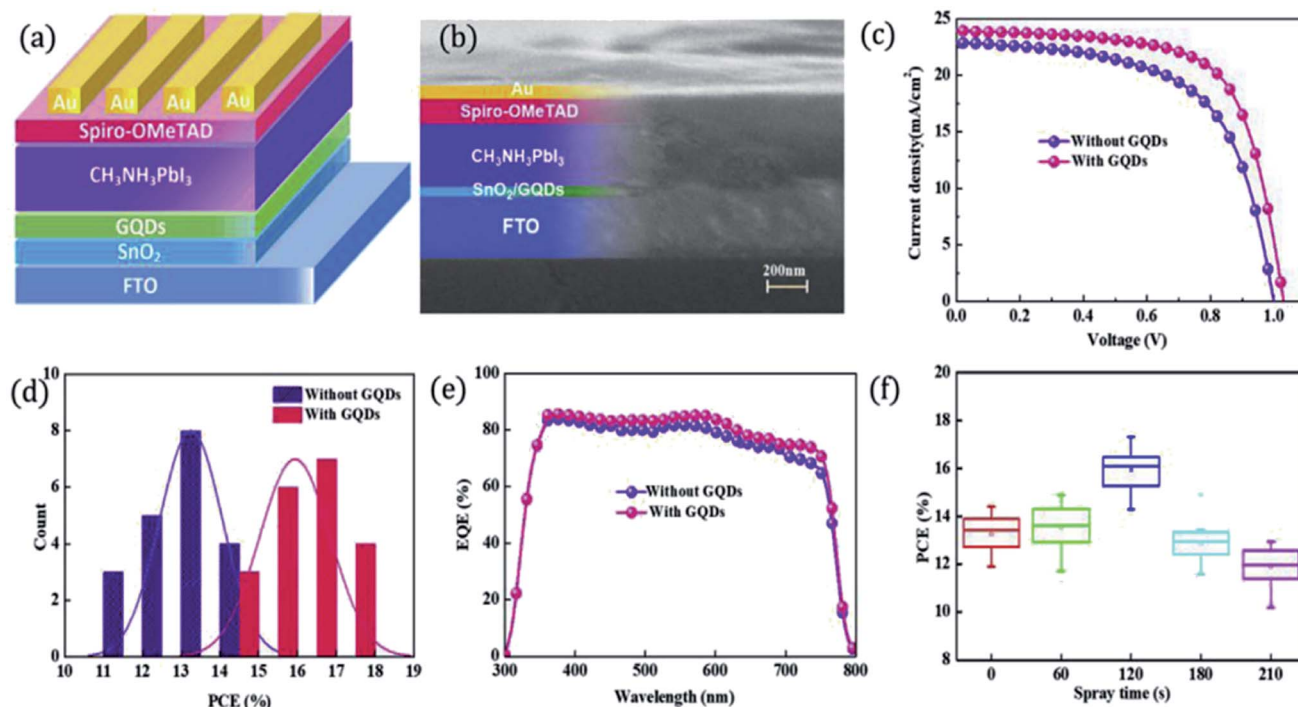 (a)
Au Au Au Au
Spiro-OMeTAD
CH₃NH₃PbI₃
GQDs
SnO₂
FTO
(b)
Au
Spiro-OMeTAD
CH₃NH₃PbI₃
SnO₂/GQDs
FTO
200nm
(c)
25
20
15
10
5
0
Current density(mA/cm²)
Without GQDs
With GQDs
0.0 0.2 0.4 0.6 0.8 1.0
Voltage (V)
(d)
10
8
6
4
2
0
Count
Without GQDs
With GQDs
10 11 12 13 14 15 16 17 18 19
PCE (%)
(e)
100
80
60
40
20
0
EQE (%)
Without GQDs
With GQDs
300 400 500 600 700 800
Wavelength (nm)
(f)
20
18
16
14
12
10
8
PCE (%)
0 60 120 180 210
Spray time (s)